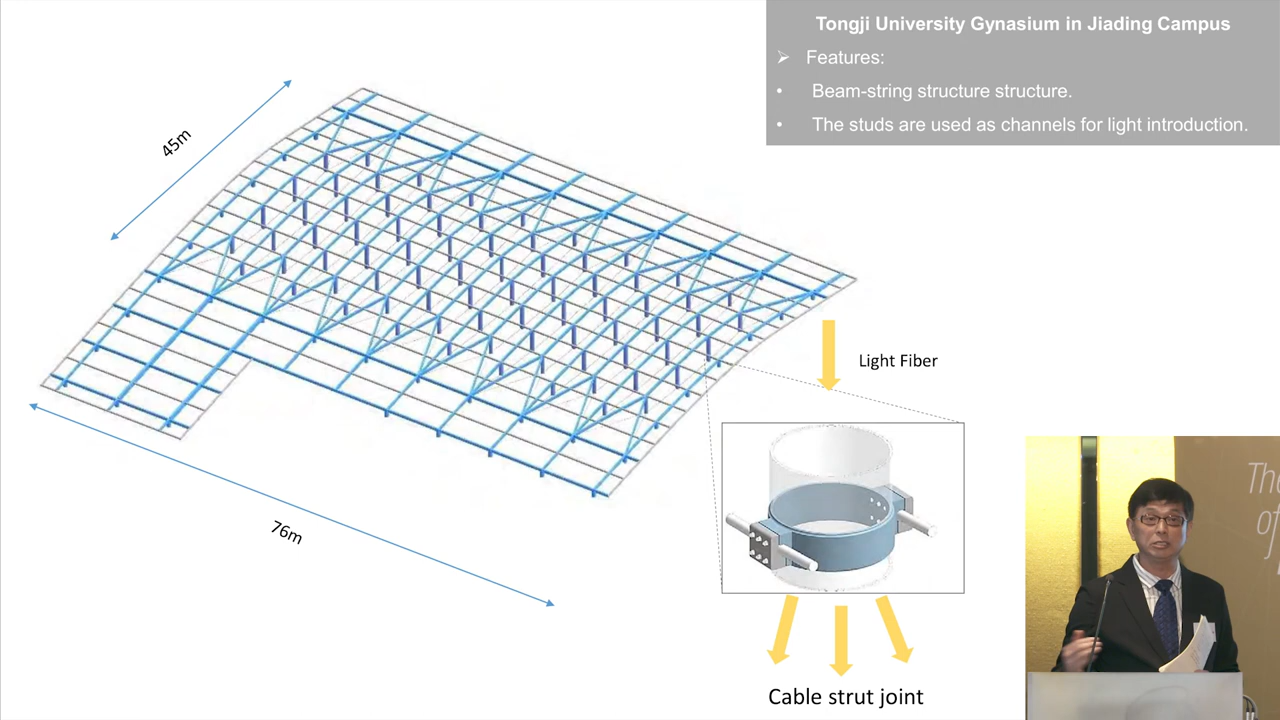 Tongji University Gynasium in Jiading Campus
Features:
Beam-string structure structure.
The studs are used as channels for light introduction.
45m
Light Fiber
76m
Cable strut joint
of